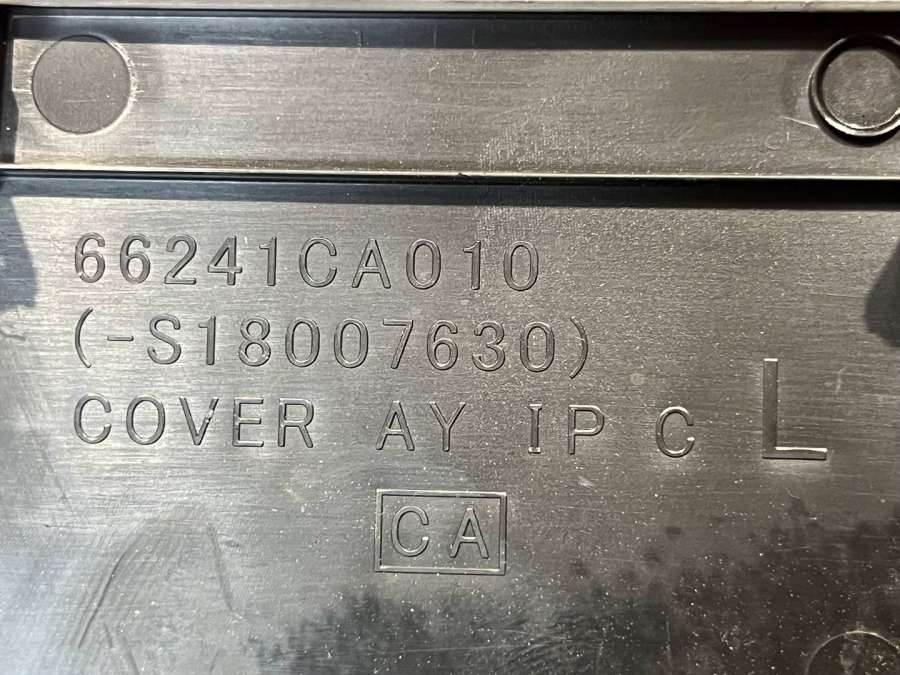 66241CA010
(-S18007630)
COVER AY IP C L
CA